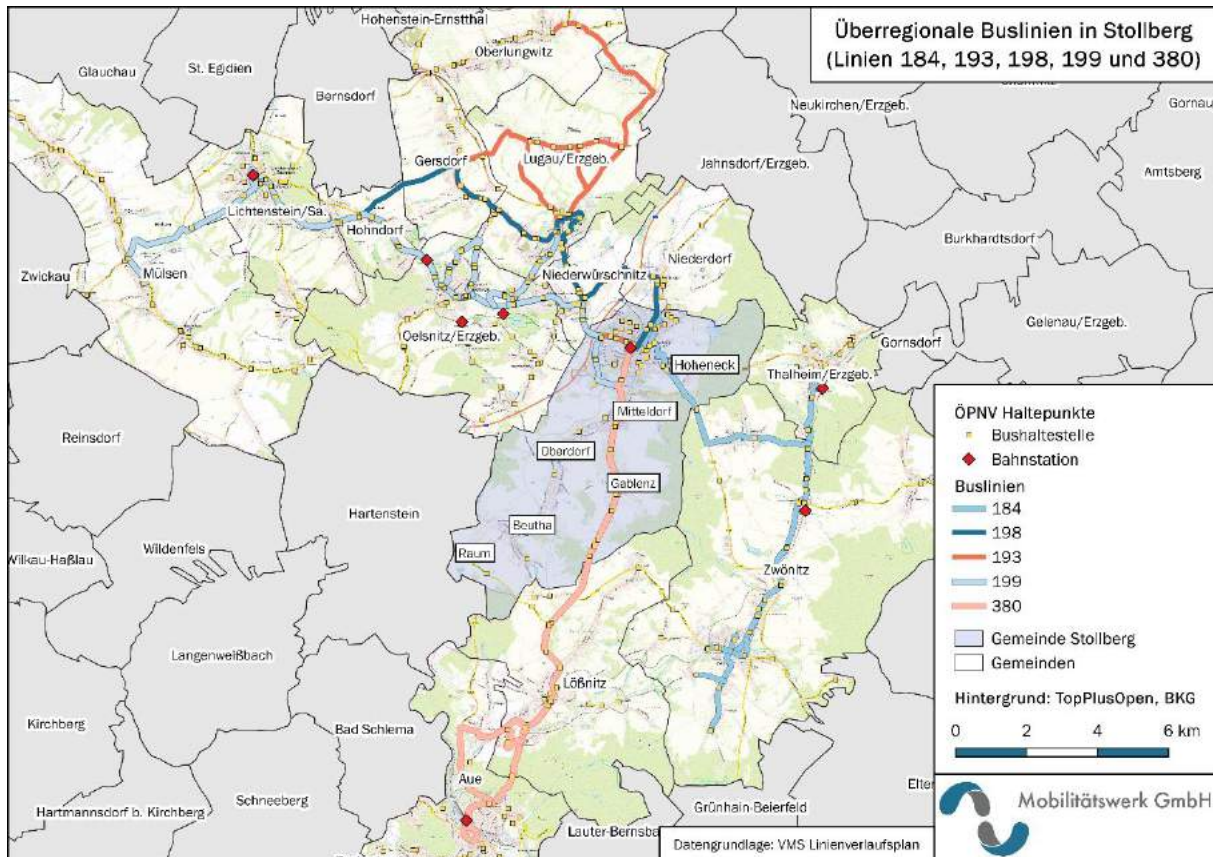 Überregionale Buslinien in Stollberg
(Linien 184, 193, 198, 199 und 380)
Hohenstein-Ernstthal
Oberlungwitz
Glauchau
St. Egidien
Bernsdorf
Neukirchen/Erzgeb.
Gornau
Gersdorf
Lugau/Erzgeb.
Jahnsdorf/Erzgeb.
Amtsberg
Lichtenstein/Sa.
Hohndorf
Burkhardtsdorf
Zwickau
Mülsen
Niederwürschnitz
Niederdorf
Oelsnitz/Erzgeb.
Gelenau/Erzgeb.
Gornsdorf
Hoheneck
Thalheim/Erzgeb.
Mitteldorf
Reinsdorf
Oberdorf
Gablenz
Hartenstein
Beutha
Raum
Wilkau-Haßlau
Wildenfels
Zwönitz
Langenweißbach
Lößnitz
Kirchberg
Bad Schlema
Aue
Schneeberg
Hartmannsdorf b. Kirchberg
Grünhain-Beierfeld
Elter
Lauter-Bernsba
ÖPNV Haltepunkte
Bushaltestelle
Bahnstation
Buslinien
184
198
193
199
380
Gemeinde Stollberg
Gemeinden
Hintergrund: TopPlusOpen, BKG
0 2 4 6 km
Mobilitätswerk GmbH
Datengrundlage: VMS Linienverlaufsplan